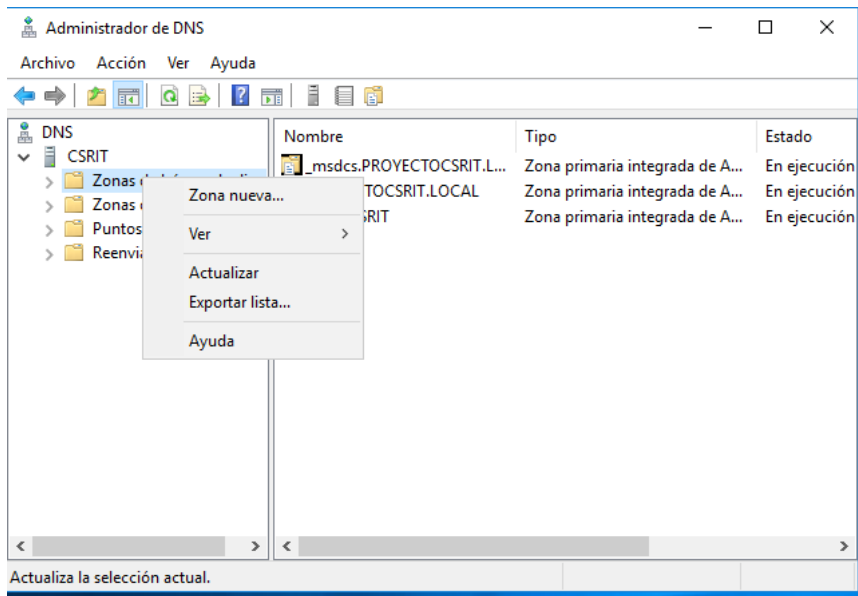 Administrador de DNS
Archivo Acción Ver Ayuda
DNS
CSRIT
Zonas
Zonas
Puntos
Reenvia
Zona nueva...
Ver
Actualizar
Exportar lista...
Ayuda
Nombre Tipo Estado
_msdcs.PROYECTOCSRIT.L... Zona primaria integrada de A... En ejecución
TOCSRIT.LOCAL Zona primaria integrada de A... En ejecución
SRIT Zona primaria integrada de A... En ejecución
Actualiza la selección actual.